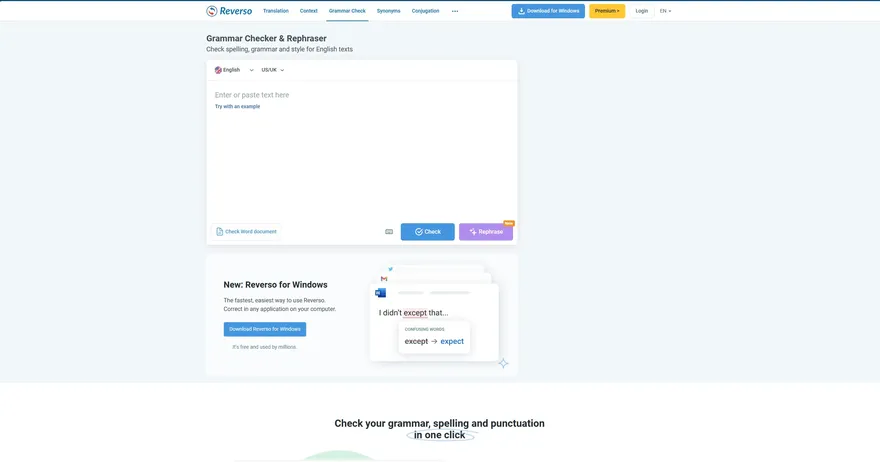 Reverso Translation Context Grammar Check Synonyms Conjugation ... Download for Windows Premium Login EN
Grammar Checker & Rephraser
Check spelling, grammar and style for English texts
English US/UK
Enter or paste text here
Try with an example
New
Check Word document Check Rephrase
New: Reverso for Windows
The fastest, easiest way to use Reverso.
Correct in any application on your computer.
Download Reverso for Windows
It's free and used by millions.
I didn't except that...
CONFUSING WORDS
except → expect
Check your grammar, spelling and punctuation
in one click